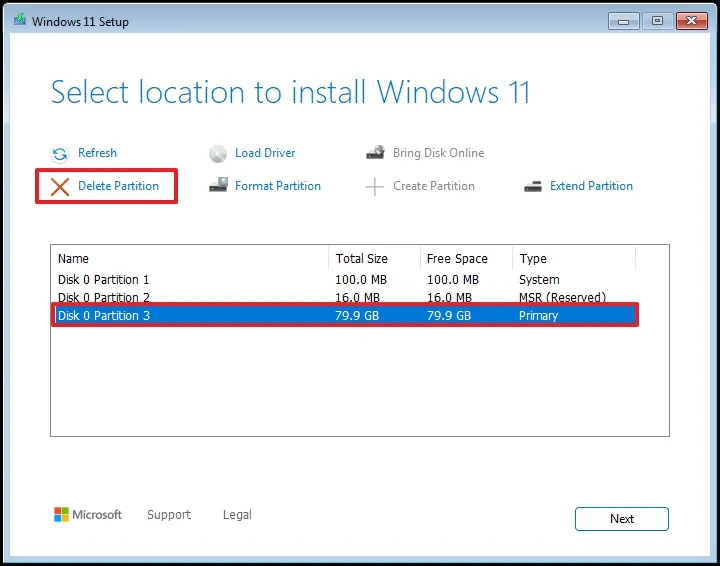 Windows 11 Setup
Select location to install Windows 11
Refresh Load Driver Bring Disk Online
Delete Partition Format Partition Create Partition Extend Partition
Name Total Size Free Space Type
Disk 0 Partition 1 100.0 MB 100.0 MB System
Disk 0 Partition 2 16.0 MB 16.0 MB MSR (Reserved)
Disk 0 Partition 3 79.9 GB 79.9 GB Primary
Microsoft Support Legal Next